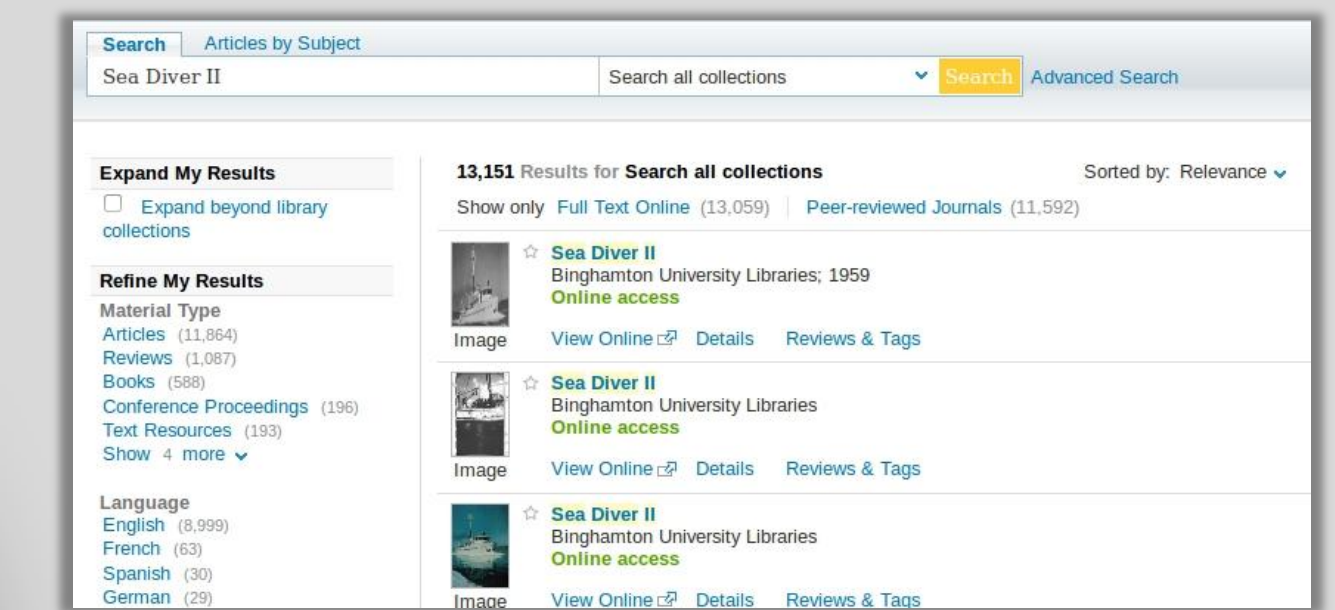 Search Articles by Subject
Sea Diver II Search all collections Search Advanced Search
Expand My Results
Expand beyond library
collections
Refine My Results
Material Type
Articles (11,864)
Reviews (1,087)
Books (588)
Conference Proceedings (196)
Text Resources (193)
Show 4 more
Language
English (8,999)
French (63)
Spanish (30)
German (29)
13,151 Results for Search all collections Sorted by: Relevance
Show only Full Text Online (13,059) Peer-reviewed Journals (11,592)
Sea Diver II
Binghamton University Libraries; 1959
Online access
Image View Online Details Reviews & Tags
Sea Diver II
Binghamton University Libraries
Online access
Image View Online Details Reviews & Tags
Sea Diver II
Binghamton University Libraries
Online access
Image View Online Details Reviews & Tags